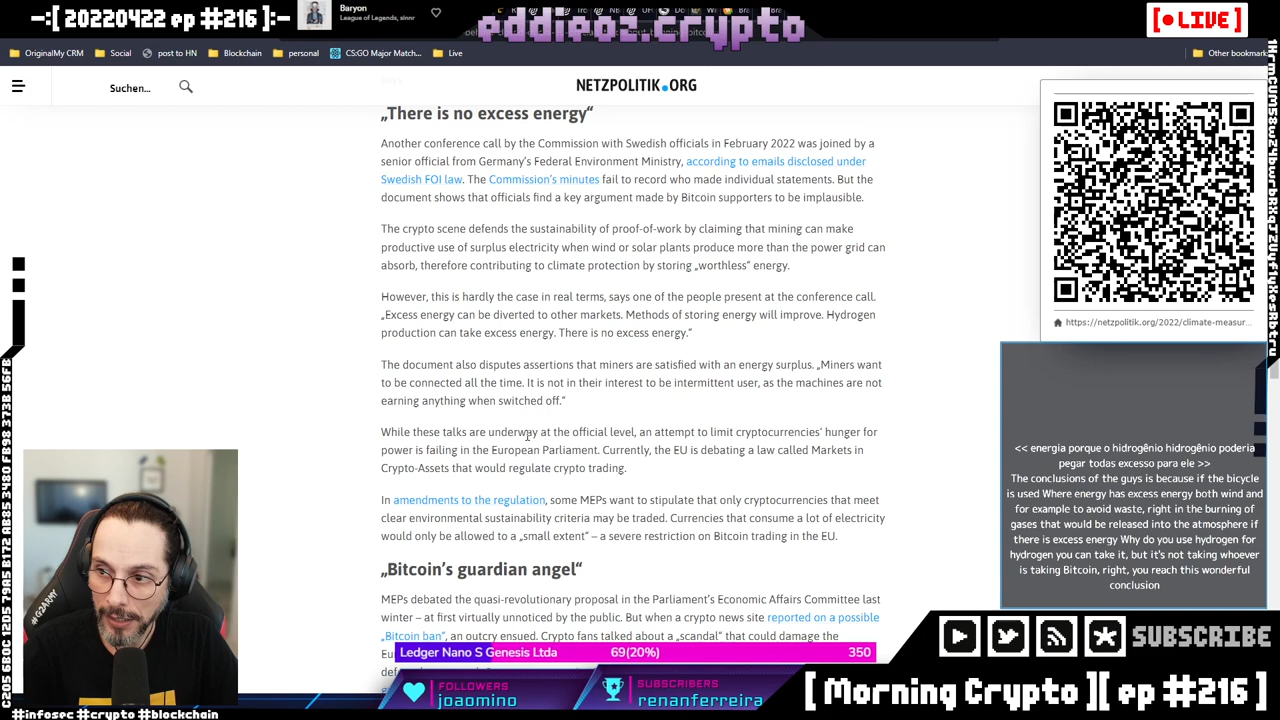 -:[ 20220422 ep #216 ]:-
Baryon
League of Legends, sinnr
eddieoz.crypto
[ LIVE ]
OriginalMy CRM
Social
post to HN
Blockchain
personal
CS:GO Major Match...
Live
Other bookmark
Suchen...
NETZPOLITIK.ORG
„There is no excess energy“
Another conference call by the Commission with Swedish officials in February 2022 was joined by a
senior official from Germany’s Federal Environment Ministry, according to emails disclosed under
Swedish FOI law. The Commission’s minutes fail to record who made individual statements. But the
document shows that officials find a key argument made by Bitcoin supporters to be implausible.
The crypto scene defends the sustainability of proof-of-work by claiming that mining can make
productive use of surplus electricity when wind or solar plants produce more than the power grid can
absorb, therefore contributing to climate protection by storing „worthless“ energy.
However, this is hardly the case in real terms, says one of the people present at the conference call.
„Excess energy can be diverted to other markets. Methods of storing energy will improve. Hydrogen
production can take excess energy. There is no excess energy.“
The document also disputes assertions that miners are satisfied with an energy surplus. „Miners want
to be connected all the time. It is not in their interest to be intermittent user, as the machines are not
earning anything when switched off.“
While these talks are underway at the official level, an attempt to limit cryptocurrencies’ hunger for
power is failing in the European Parliament. Currently, the EU is debating a law called Markets in
Crypto-Assets that would regulate crypto trading.
In amendments to the regulation, some MEPs want to stipulate that only cryptocurrencies that meet
clear environmental sustainability criteria may be traded. Currencies that consume a lot of electricity
would only be allowed to a „small extent“ – a severe restriction on Bitcoin trading in the EU.
„Bitcoin’s guardian angel“
MEPs debated the quasi-revolutionary proposal in the Parliament’s Economic Affairs Committee last
winter – at first virtually unnoticed by the public. But when a crypto news site reported on a possible
„Bitcoin ban“, an outcry ensued. Crypto fans talked about a „scandal“ that could damage the
https://netzpolitik.org/2022/climate-measur...
<< energia porque o hidrogênio hidrogênio poderia
pegar todas excesso para ele >>
The conclusions of the guys is because if the bicycle
is used Where energy has excess energy both wind and
for example to avoid waste, right in the burning of
gases that would be released into the atmosphere if
there is excess energy Why do you use hydrogen for
hydrogen you can take it, but it's not taking whoever
is taking Bitcoin, right, you reach this wonderful
conclusion
#GG2ARMY
Ledger Nano S Genesis Ltda 69(20%) 350
FOLLOWERS
joaomino
SUBSCRIBERS
renanferreira
SUBSCRIBE
[ Morning Crypto ][ ep #216 ]
#infosec #crypto #blockchain